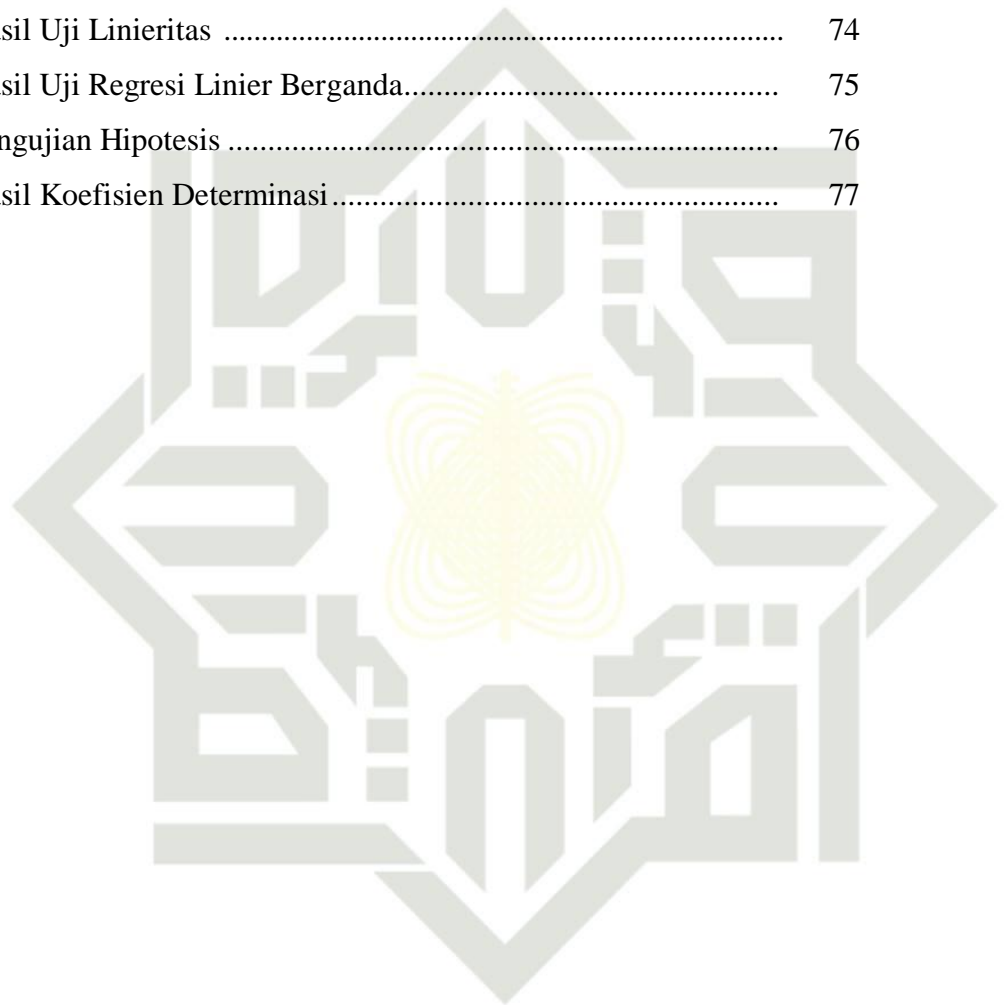 sil Uji Linieritas ........................................................................... 74
sil Uji Regresi Linier Berganda.................................................. 75
ngujian Hipotesis ......................................................................... 76
sil Koefisien Determinasi............................................................ 77